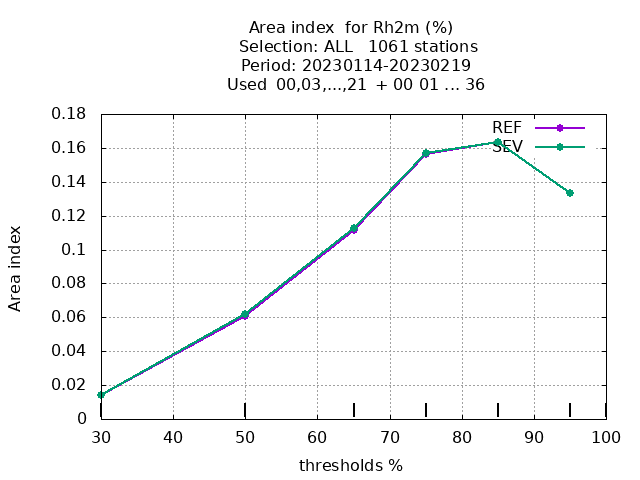 Area index  for Rh2m (%)
Selection: ALL   1061 stations
Period: 20230114-20230219
Used  00,03,...,21  + 00 01 ... 36
REF
SEV
0.18
0.16
0.14
0.12
0.1
0.08
0.06
0.04
0.02
0
Area index
30 40 50 60 70 80 90 100
thresholds %